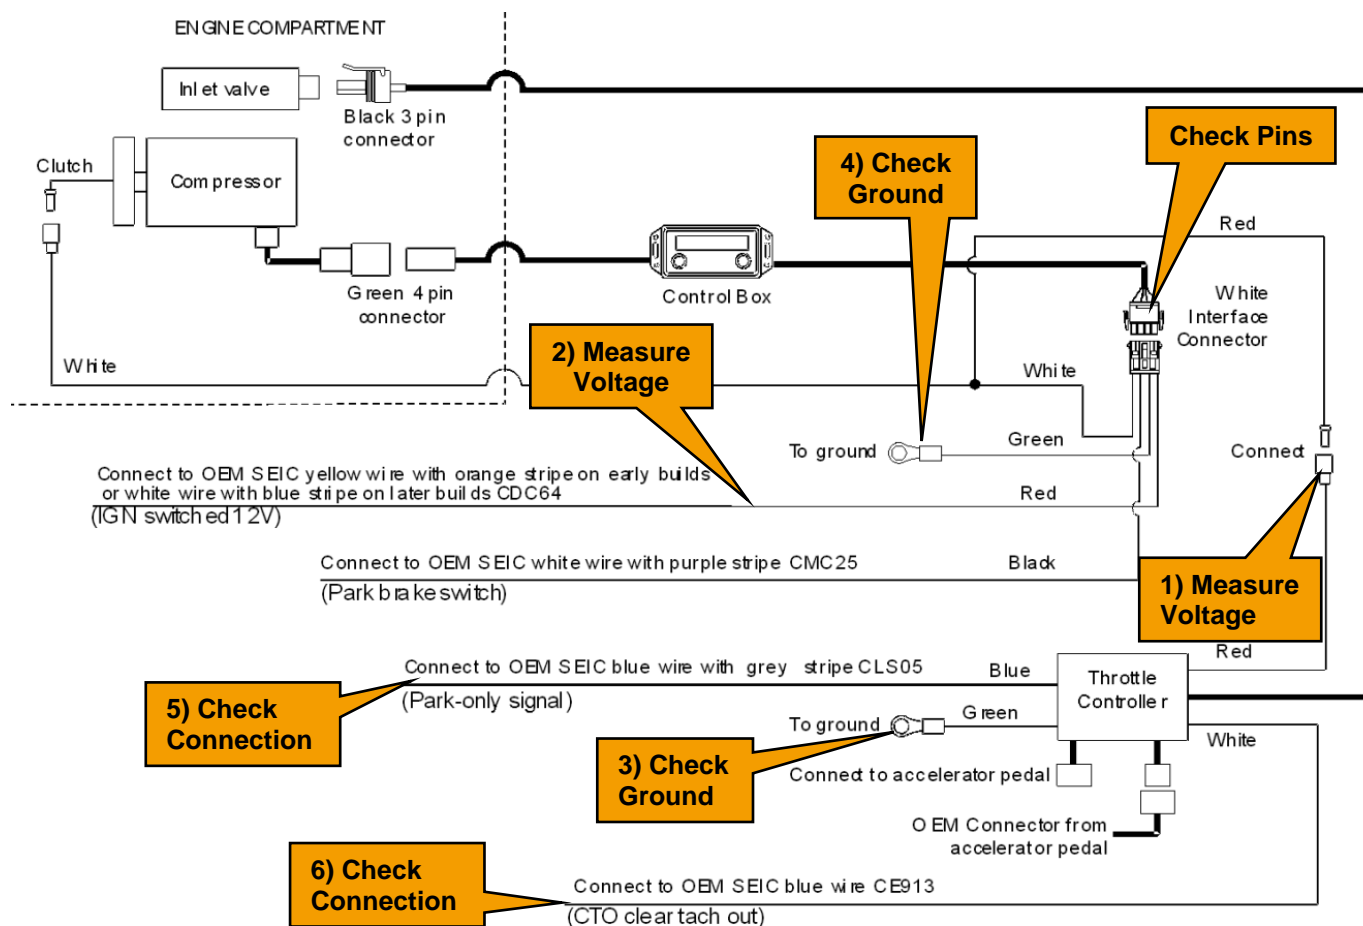 ENGINE COMPARTMENT
Inlet valve
Black 3 pin
connector
Clutch
Compressor
Green 4 pin
connector
Control Box
4) Check
Ground
Check Pins
Red
White
Interface
Connector
2) Measure
Voltage
White
White
To ground
Green
Connect
Connect to OEM SEIC yellow wire with orange stripe on early builds
or white wire with blue stripe on later builds CDC64
(IGN switched 12V)
Red
Connect to OEM SEIC white wire with purple stripe CMC25
(Park brake switch)
Black
1) Measure
Voltage
Red
Connect to OEM SEIC blue wire with grey stripe CLS05
(Park-only signal)
Blue
Throttle
Controller
5) Check
Connection
To ground
Green
White
3) Check
Ground
Connect to accelerator pedal
OEM Connector from
accelerator pedal
6) Check
Connection
Connect to OEM SEIC blue wire CE913
(CTO clear tach out)